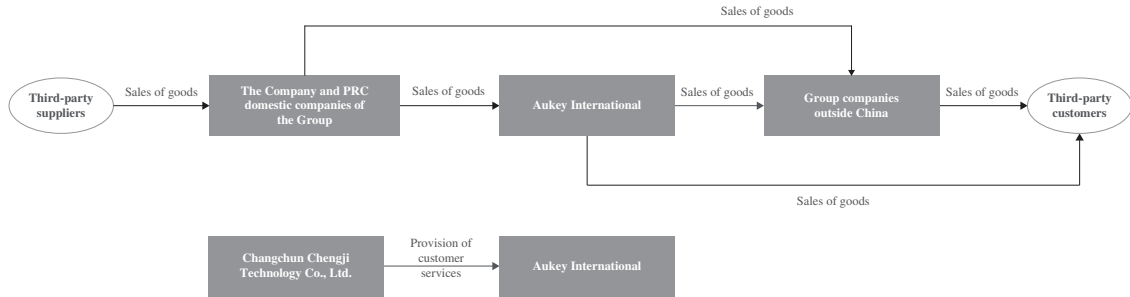 Sales of goods
Third-party
suppliers
Sales of goods
The Company and PRC
domestic companies of
the Group
Sales of goods
Aukey International
Sales of goods
Group companies
outside China
Sales of goods
Third-party
customers
Sales of goods
Changchun Chengji
Technology Co., Ltd.
Provision of
customer
services
Aukey International